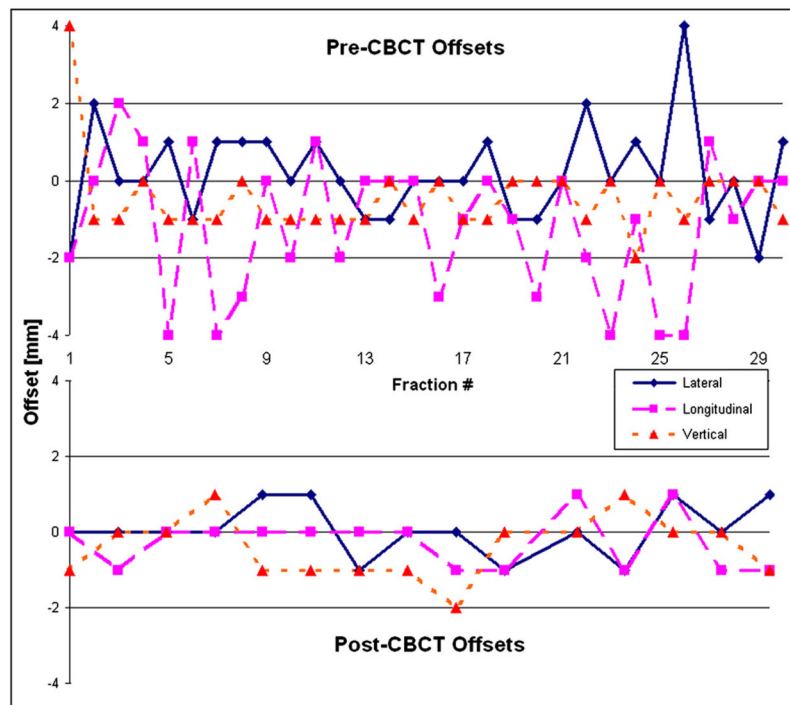 Pre-CBCT Offsets
4
2
0
-2
-4
1 5 9 13 17 21 25 29
Fraction #
Offset [mm]
Lateral
Longitudinal
Vertical
4
2
0
-2
-4
Post-CBCT Offsets